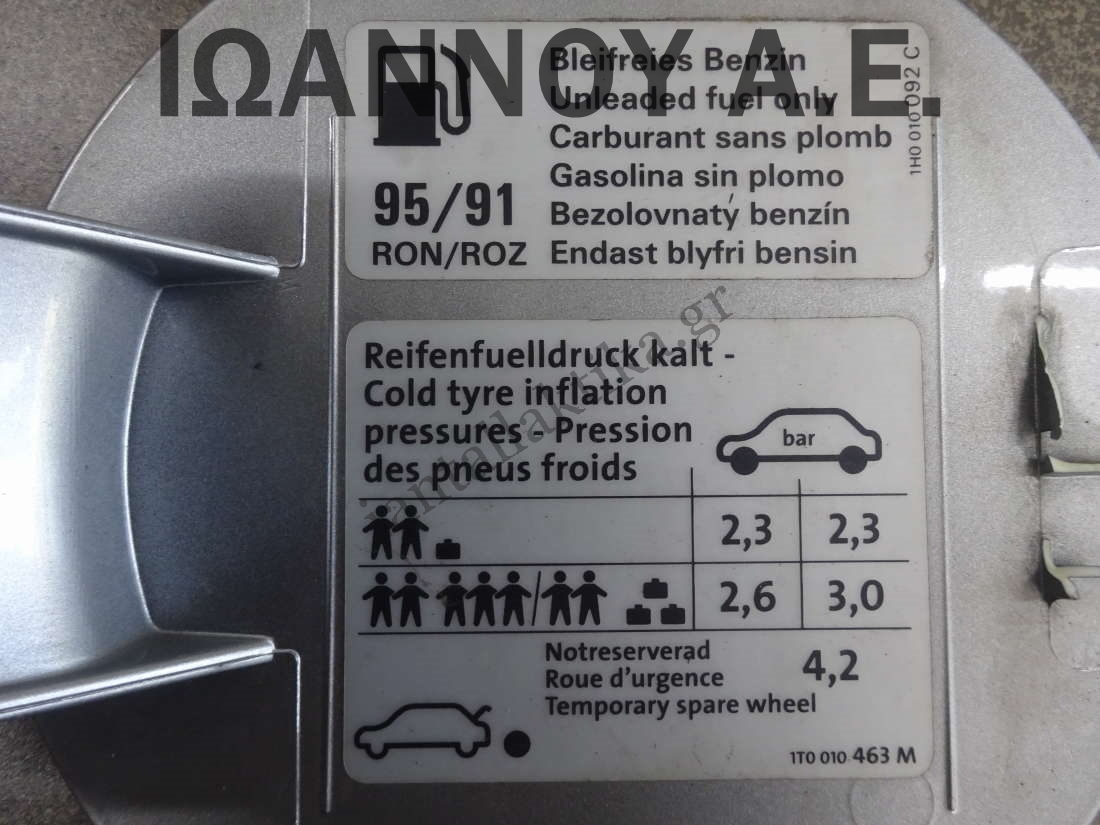 ΙΩΑΝΝΟΥ Α.Ε.
Bleifreies Benzin
Unleaded fuel only
Carburant sans plomb
Gasolina sin plomo
Bezolovnatý benzín
Endast blyfri bensin
95/91
RON/ROZ
1H0 010 092 C
Reifenfuelldruck kalt -
Cold tyre inflation
pressures - Pression
des pneus froids
bar
2,3 2,3
2,6 3,0
Notreserverad
Roue d'urgence
Temporary spare wheel
4,2
1T0 010 463 M
iantallaktika.gr